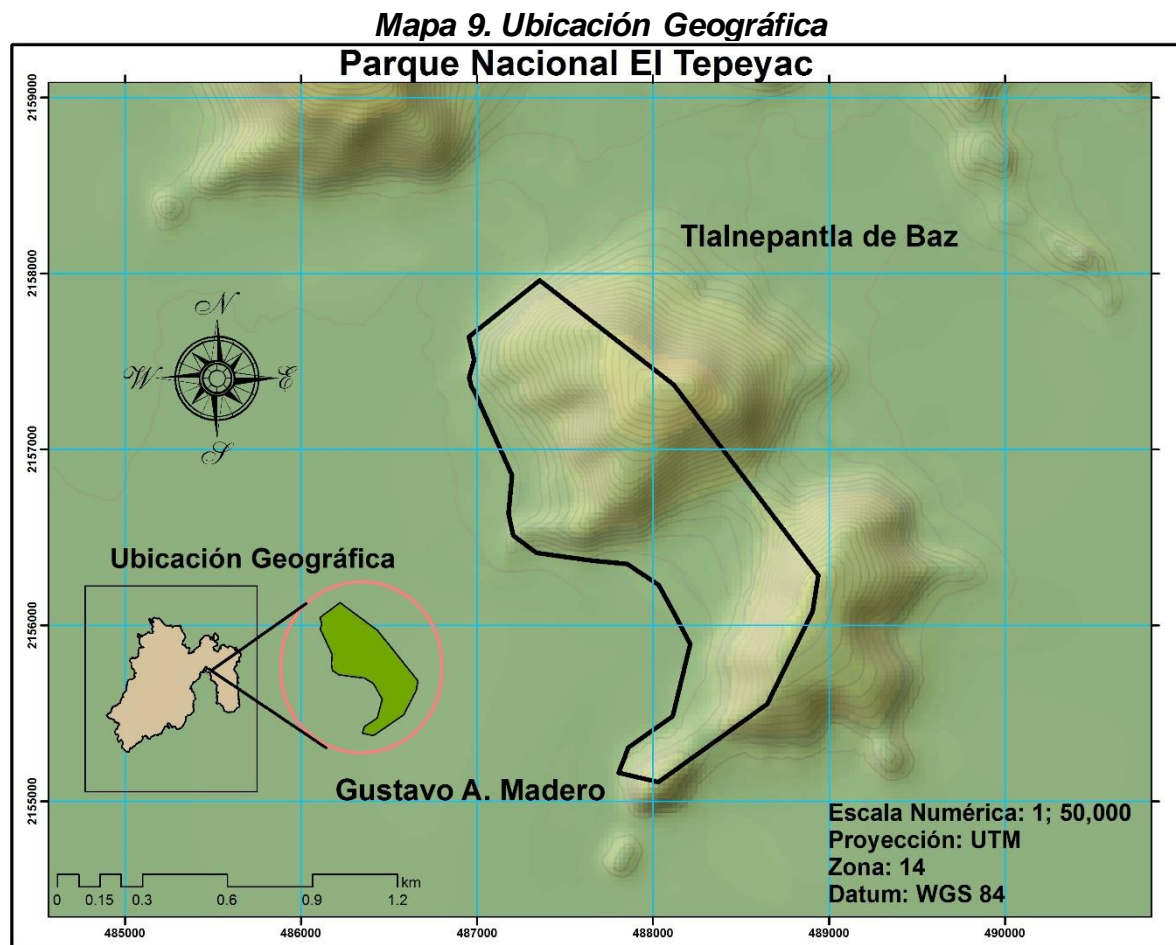 Mapa 9. Ubicación Geográfica
Parque Nacional El Tepeyac
2159000
2158000
2157000
2156000
2155000
Tlalnepantla de Baz
N
W E
S
Ubicación Geográfica
Gustavo A. Madero
Escala Numérica: 1; 50,000
Proyección: UTM
Zona: 14
Datum: WGS 84
km
0 0.15 0.3 0.6 0.9 1.2
485000 486000 487000 488000 489000 490000